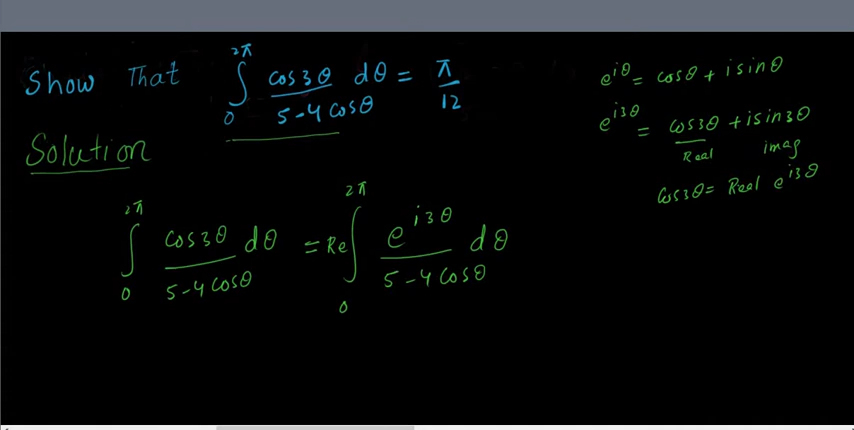 Show That ∫₀^2π cos3θ/(5-4cosθ) dθ = π/12
Solution
∫₀^2π cos3θ/(5-4cosθ) dθ = Re ∫₀^2π e^i3θ/(5-4cosθ) dθ
e^iθ = cosθ + i sinθ
e^i3θ = cos3θ + i sin3θ
Real imag
cos3θ = Real e^i3θ